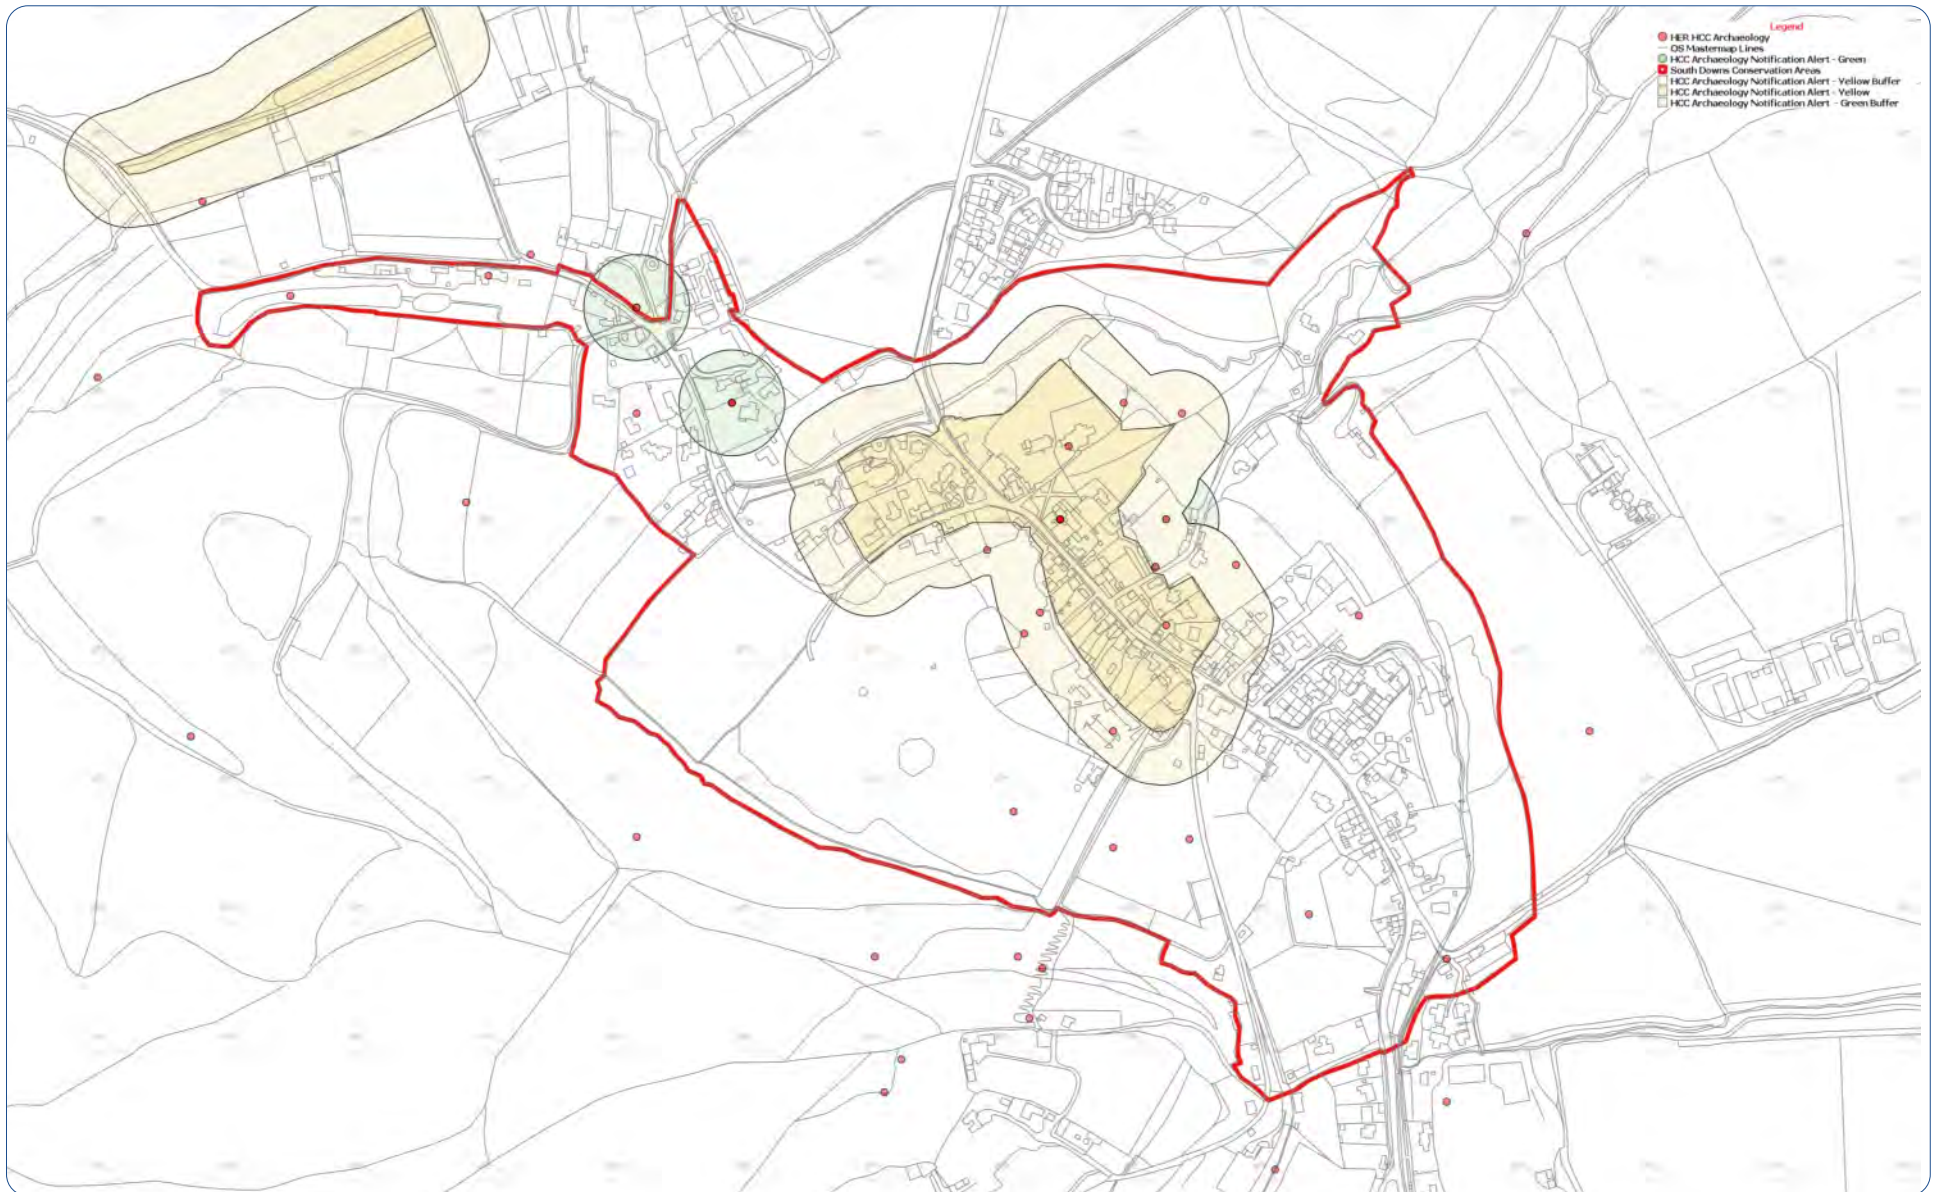 Legend
HER HCC Archaeology
OS Mastermap Lines
HCC Archaeology Notification Alert - Green
South Downs Conservation Areas
HCC Archaeology Notification Alert - Yellow Buffer
HCC Archaeology Notification Alert - Yellow
HCC Archaeology Notification Alert - Green Buffer